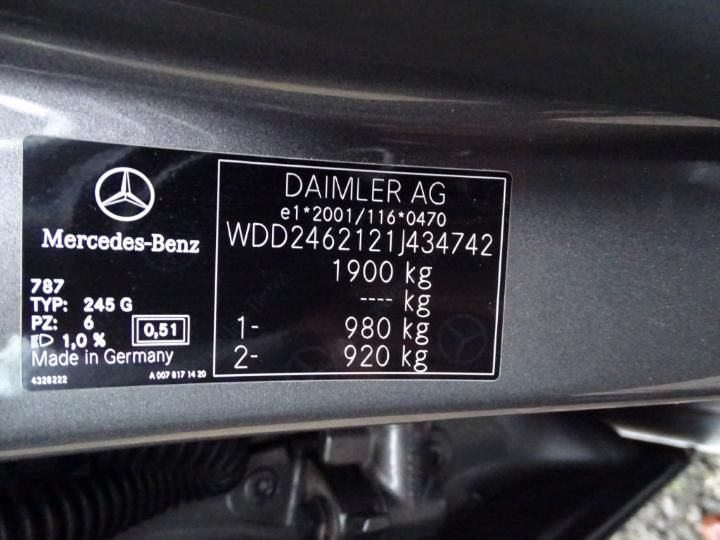 Mercedes-Benz
787
TYP: 245 G
PZ: 6
1,0 %
0,51
Made in Germany
4328222
A 007 817 14 20
DAIMLER AG
e1*2001/116*0470
WDD2462121J434742
1900 kg
---- kg
1- 980 kg
2- 920 kg